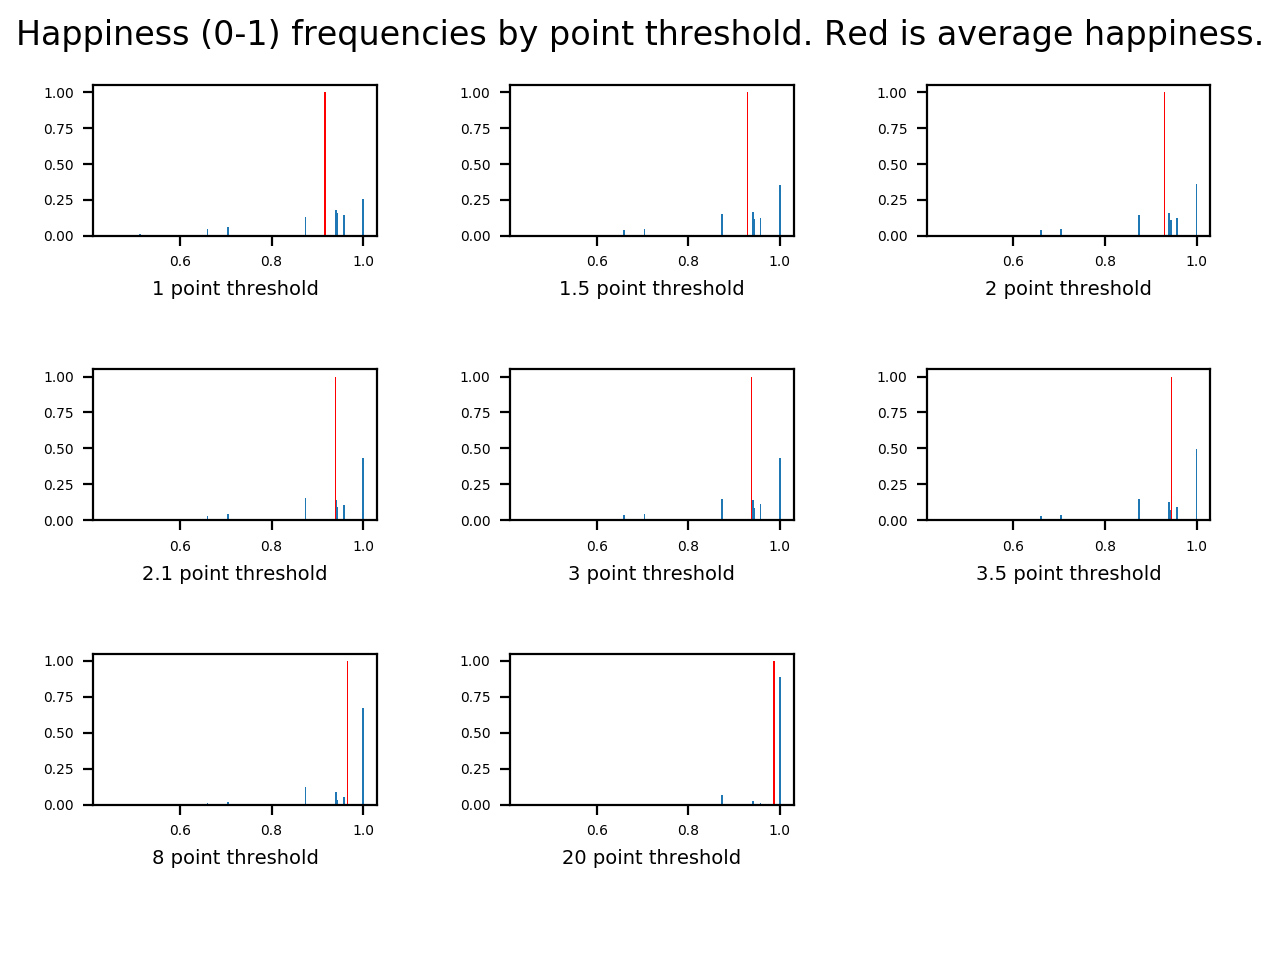 Happiness (0-1) frequencies by point threshold. Red is average happiness.
1.00 1.00 1.00
0.75 0.75 0.75
0.50 0.50 0.50
0.25 0.25 0.25
0.00 0.00 0.00
0.6 0.8 1.0 0.6 0.8 1.0 0.6 0.8 1.0
1 point threshold 1.5 point threshold 2 point threshold
1.00 1.00 1.00
0.75 0.75 0.75
0.50 0.50 0.50
0.25 0.25 0.25
0.00 0.00 0.00
0.6 0.8 1.0 0.6 0.8 1.0 0.6 0.8 1.0
2.1 point threshold 3 point threshold 3.5 point threshold
1.00 1.00
0.75 0.75
0.50 0.50
0.25 0.25
0.00 0.00
0.6 0.8 1.0 0.6 0.8 1.0
8 point threshold 20 point threshold